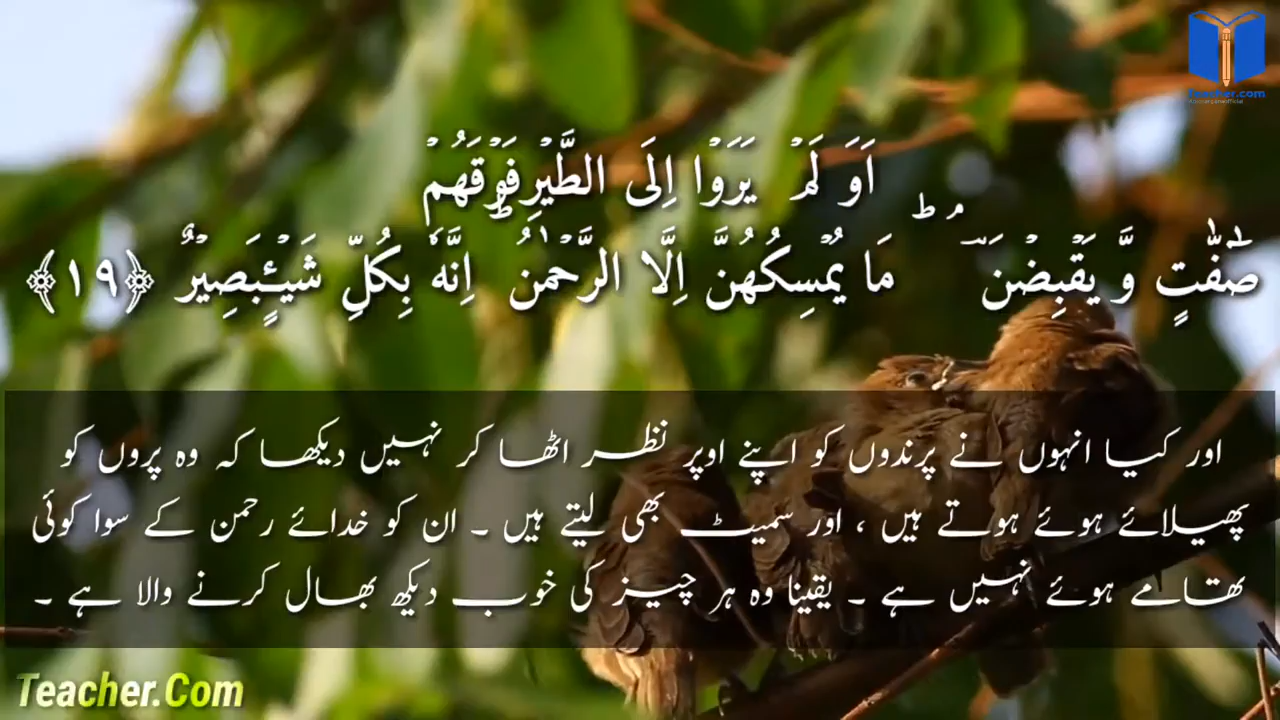 Teacher.com
اَوَ لَمۡ یَرَوۡا اِلَی الطَّیۡرِفَوۡقَہُمۡ
صٰٓفّٰتٍ وَّ یَقۡبِضۡنَ ؔۘؕ مَا یُمۡسِکُہُنَّ اِلَّا الرَّحۡمٰنُ ؕ اِنَّہٗ بِکُلِّ شَیۡءٍۭبَصِیۡرٌ ﴿۱۹﴾
اور کیا انہوں نے پرندوں کو اپنے اوپر نظر اٹھا کر نہیں دیکھا کہ وہ پروں کو
پھیلائے ہوئے ہوتے ہیں ، اور سمیٹ بھی لیتے ہیں ۔ ان کو خدائے رحمن کے سوا کوئی
تھامے ہوئے نہیں ہے ۔ یقینا وہ ہر چیز کی خوب دیکھ بھال کرنے والا ہے ۔
Teacher.Com